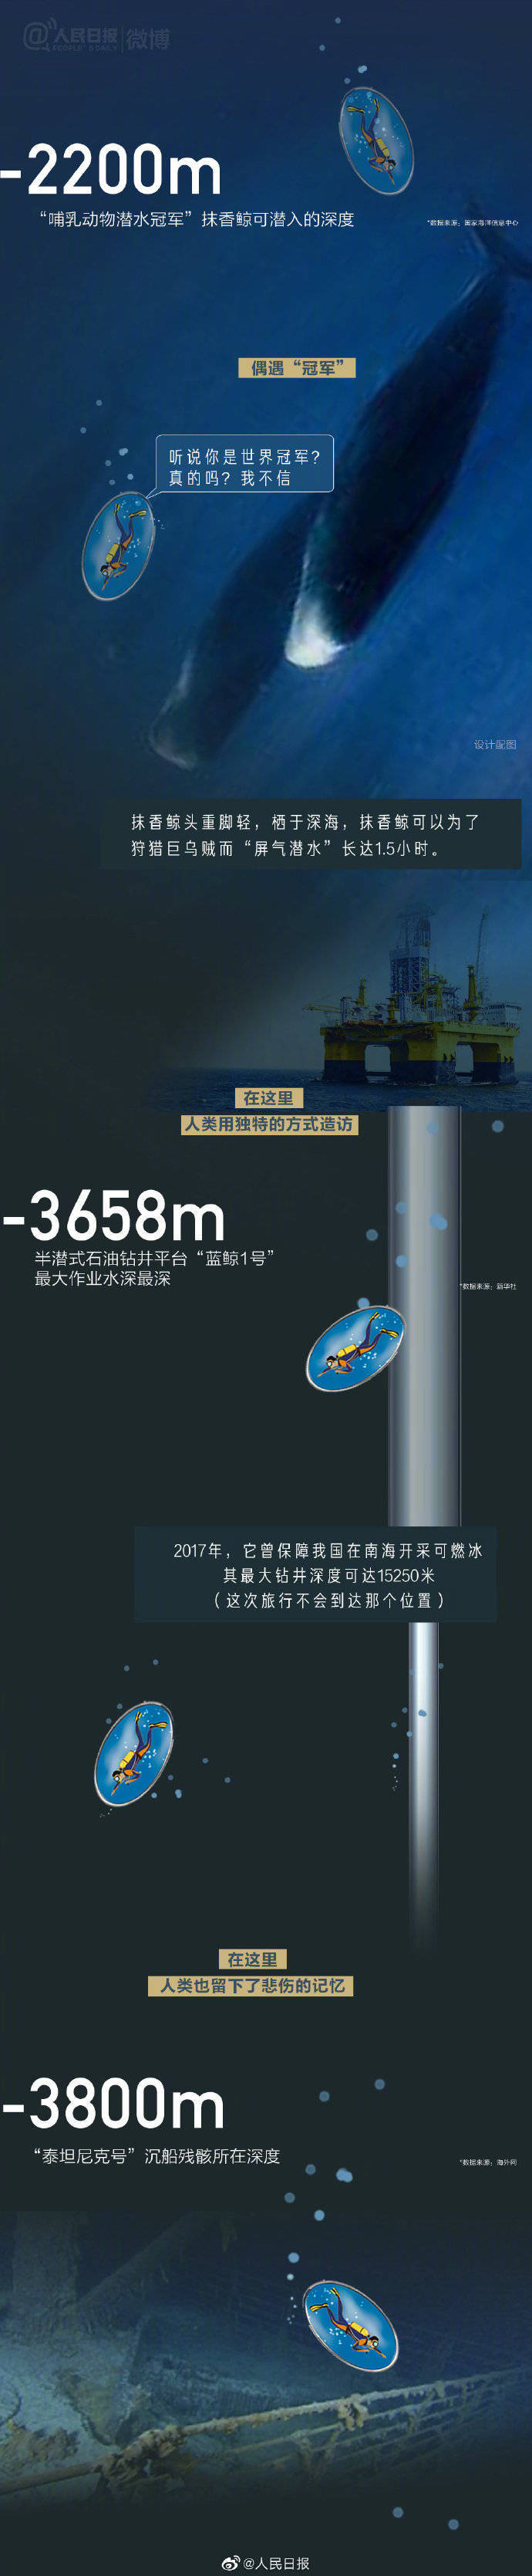 @人民日报 | 微博
PEOPLE'S DAILY
-2200m
“哺乳动物潜水冠军”抹香鲸可潜入的深度
*数据来源：国家海洋信息中心
偶遇“冠军”
听说你是世界冠军？
真的吗？我不信
设计配图
抹香鲸头重脚轻，栖于深海，抹香鲸可以为了
狩猎巨乌贼而“屏气潜水”长达1.5小时。
在这里
人类用独特的方式造访
-3658m
半潜式石油钻井平台“蓝鲸1号”
最大作业水深最深
*数据来源：新华社
2017年，它曾保障我国在南海开采可燃冰
其最大钻井深度可达15250米
（这次旅行不会到达那个位置）
在这里
人类也留下了悲伤的记忆
-3800m
“泰坦尼克号”沉船残骸所在深度
*数据来源：海外网
@人民日报